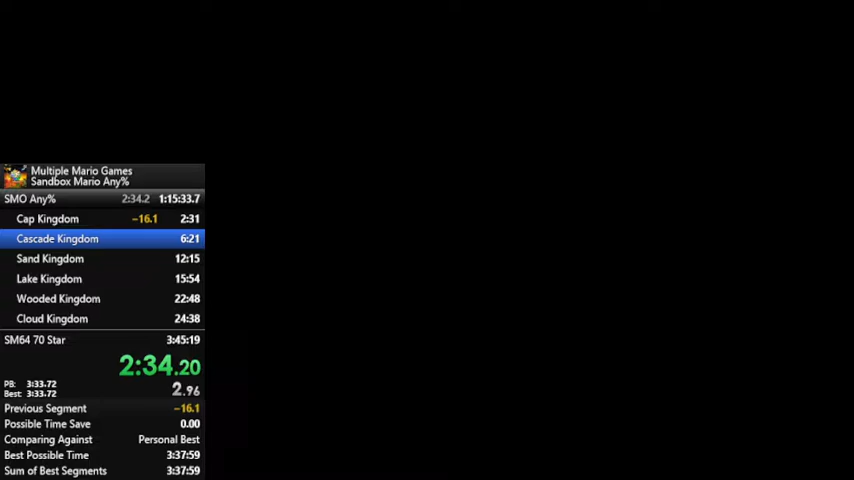 Multiple Mario Games
Sandbox Mario Any%
SMO Any% 2:34.2 1:15:33.7
Cap Kingdom −16.1 2:31
Cascade Kingdom 6:21
Sand Kingdom 12:15
Lake Kingdom 15:54
Wooded Kingdom 22:48
Cloud Kingdom 24:38
SM64 70 Star 3:45:19
2:34.20
PB: 3:33.72 2.96
Best: 3:33.72
Previous Segment −16.1
Possible Time Save 0.00
Comparing Against Personal Best
Best Possible Time 3:37:59
Sum of Best Segments 3:37:59